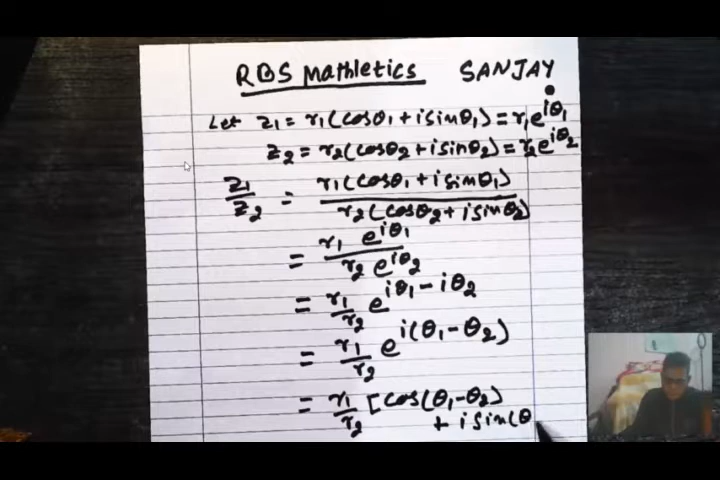 RBS Mathletics SANJAY
Let z₁ = r₁(cosθ₁ + isinθ₁) = r₁e^{iθ₁}
z₂ = r₂(cosθ₂ + isinθ₂) = r₂e^{iθ₂}
z₁/z₂ = r₁(cosθ₁ + isinθ₁) / r₂(cosθ₂ + isinθ₂)
= r₁ e^{iθ₁} / r₂ e^{iθ₂}
= r₁/r₂ e^{iθ₁ - iθ₂}
= r₁/r₂ e^{i(θ₁ - θ₂)}
= r₁/r₂ [cos(θ₁ - θ₂)
+ isin(θ